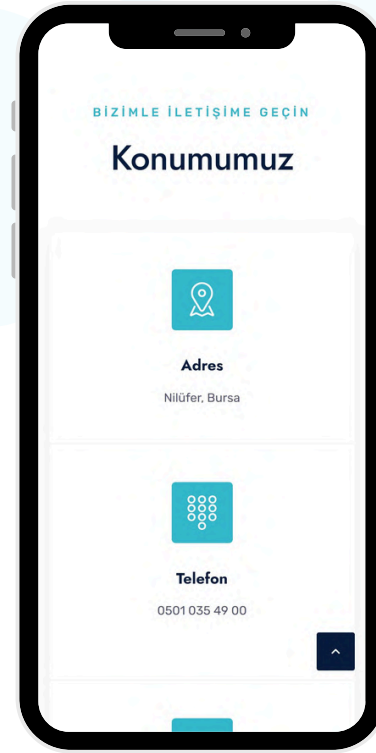 BİZİMLE İLETİŞİME GEÇİN
Konumumuz
Adres
Nilüfer, Bursa
Telefon
0501 035 49 00